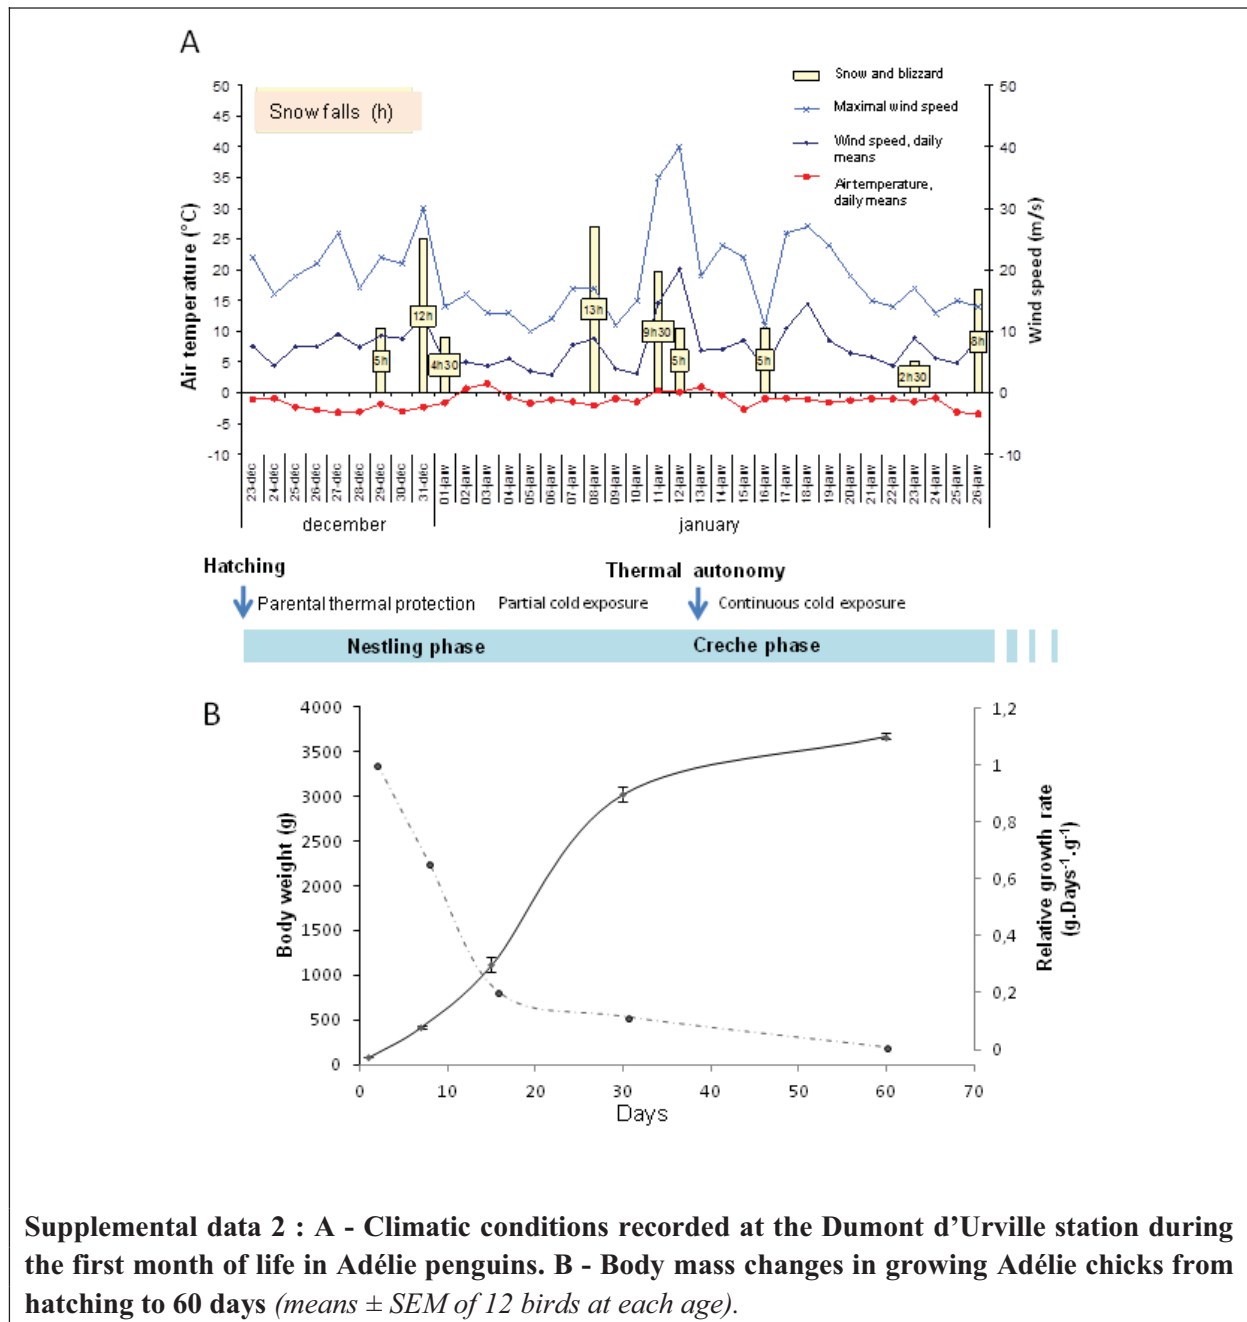 A
Snow and blizzard
Maximal wind speed
Wind speed, daily
means
Air temperature,
daily means
Snow falls (h)
Air temperature (°C)
50
45
40
35
30
25
20
15
10
5
0
-5
-10
50
40
30
20
10
0
-10
Wind speed (m/s)
5h
12h
4h30
13h
9h30
5h
5h
2h30
8h
23-déc
24-déc
25-déc
26-déc
27-déc
28-déc
29-déc
30-déc
31-déc
01-janv
02-janv
03-janv
04-janv
05-janv
06-janv
07-janv
08-janv
09-janv
10-janv
11-janv
12-janv
13-janv
14-janv
15-janv
16-janv
17-janv
18-janv
19-janv
20-janv
21-janv
22-janv
23-janv
24-janv
25-janv
26-janv
december january
Hatching Thermal autonomy
Parental thermal protection Partial cold exposure Continuous cold exposure
Nestling phase Creche phase
B
Body weight (g)
4000
3500
3000
2500
2000
1500
1000
500
0
1,2
1
0,8
0,6
0,4
0,2
0
Relative growth rate
(g.Days-1.g-1)
0 10 20 30 40 50 60 70
Days
Supplemental data 2 : A - Climatic conditions recorded at the Dumont d’Urville station during
the first month of life in Adélie penguins. B - Body mass changes in growing Adélie chicks from
hatching to 60 days (means ± SEM of 12 birds at each age).